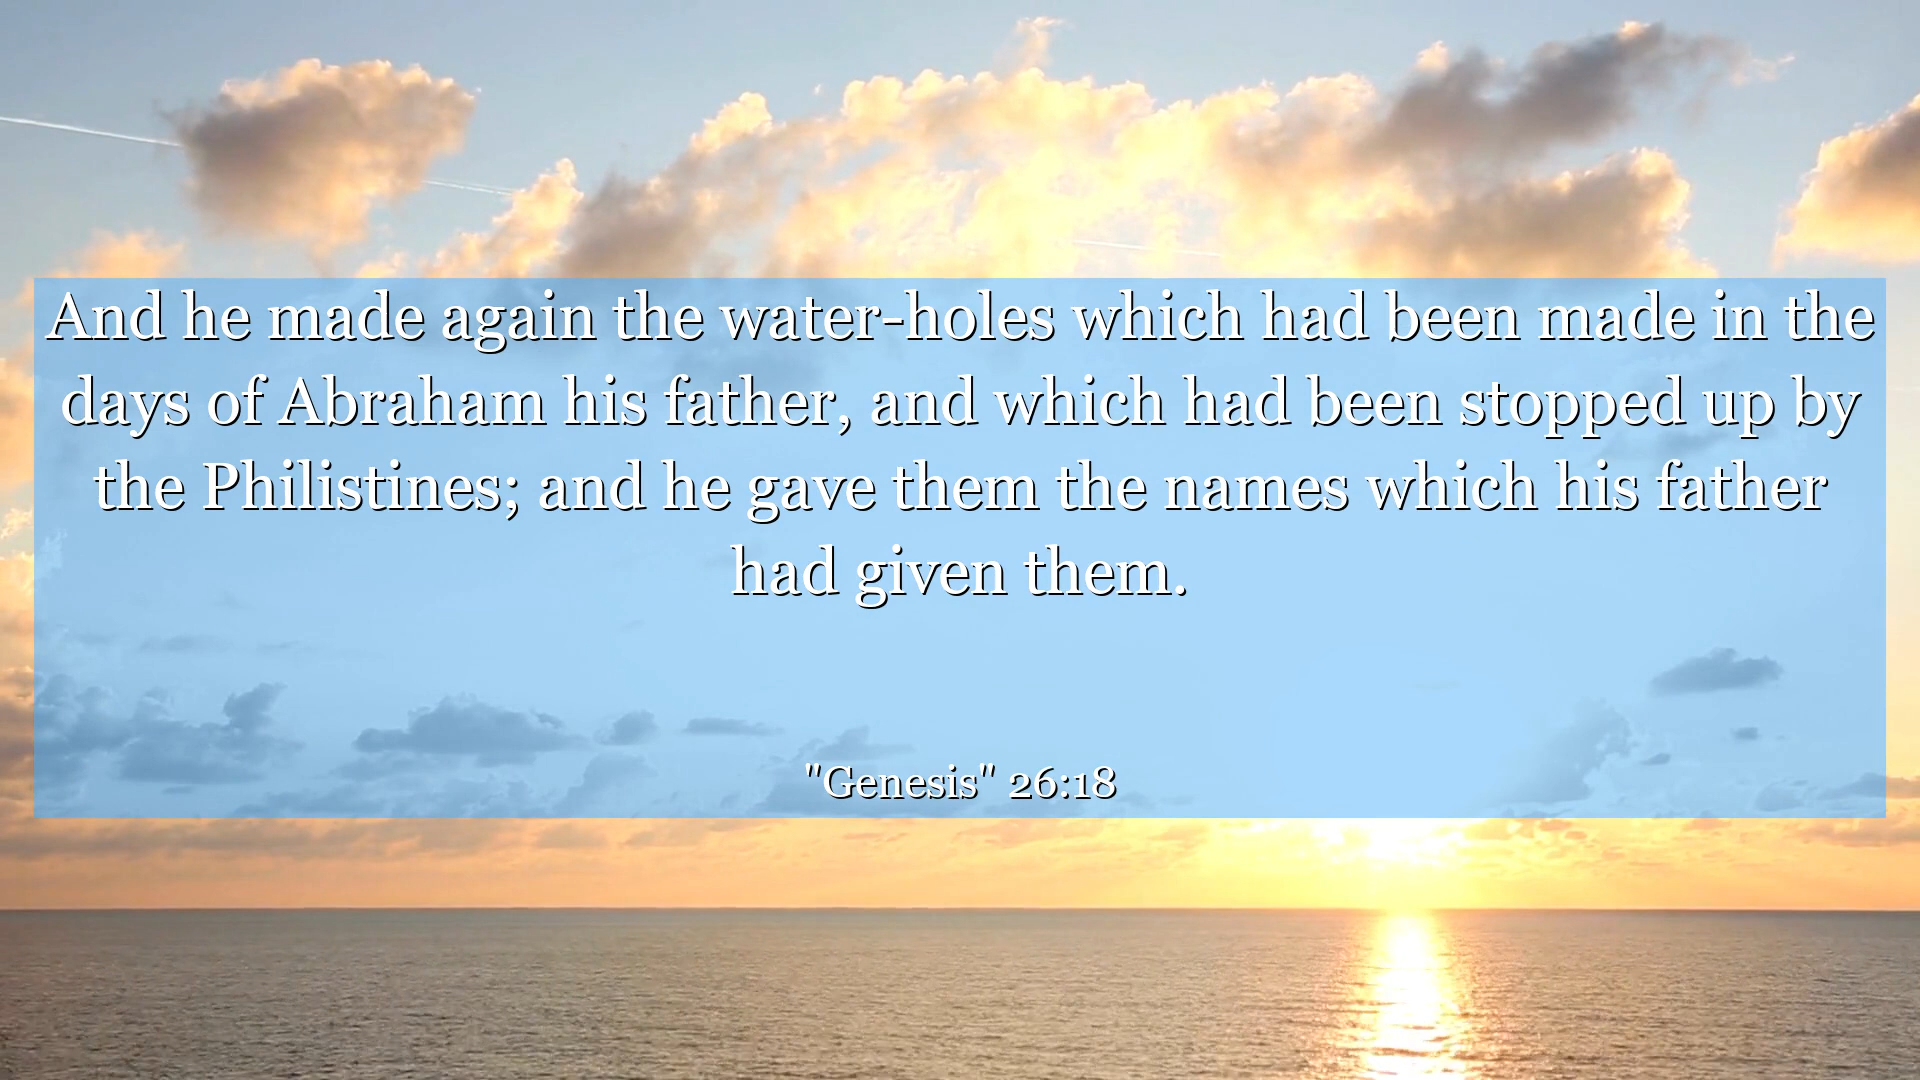 And he made again the water-holes which had been made in the
days of Abraham his father, and which had been stopped up by
the Philistines; and he gave them the names which his father
had given them.
"Genesis" 26:18